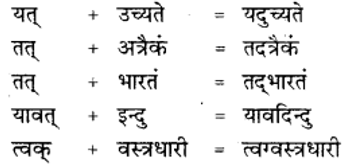 यत् + उच्यते = यदुच्यते
तत् + अत्रैकं = तदत्रैकं
तत् + भारतं = तद्भारतं
यावत् + इन्दु = यावदिन्दु
त्वक् + वस्त्रधारी = त्वग्वस्त्रधारी